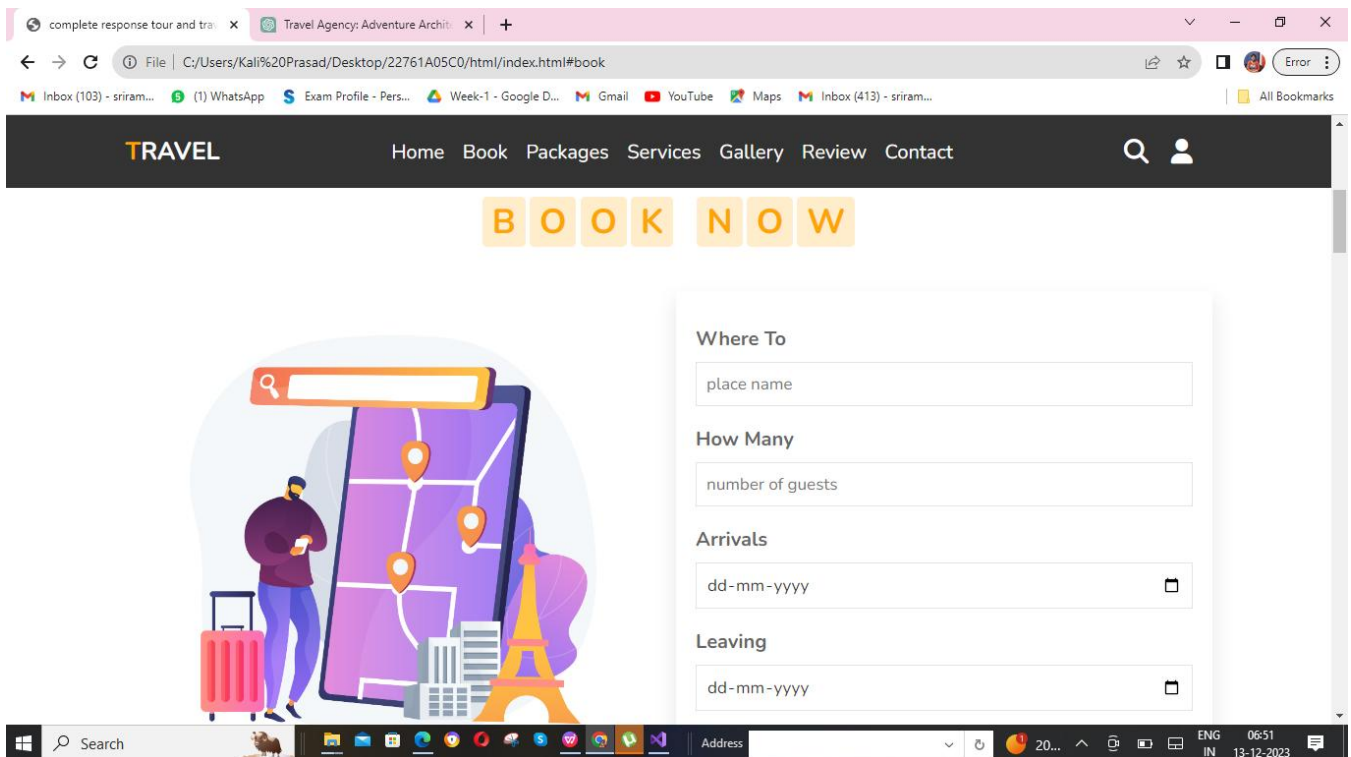 complete response tour and tra
Travel Agency: Adventure Archit
File
C:/Users/Kali%20Prasad/Desktop/22761A05C0/html/index.html#book
Error
Inbox (103) - sriram...
(1) WhatsApp
Exam Profile - Pers...
Week-1 - Google D...
Gmail
YouTube
Maps
Inbox (413) - sriram...
All Bookmarks
TRAVEL
Home Book Packages Services Gallery Review Contact
BOOK NOW
Where To
place name
How Many
number of guests
Arrivals
dd-mm-yyyy
Leaving
dd-mm-yyyy
Search
Address
20...
ENG
IN
06:51
13-12-2023